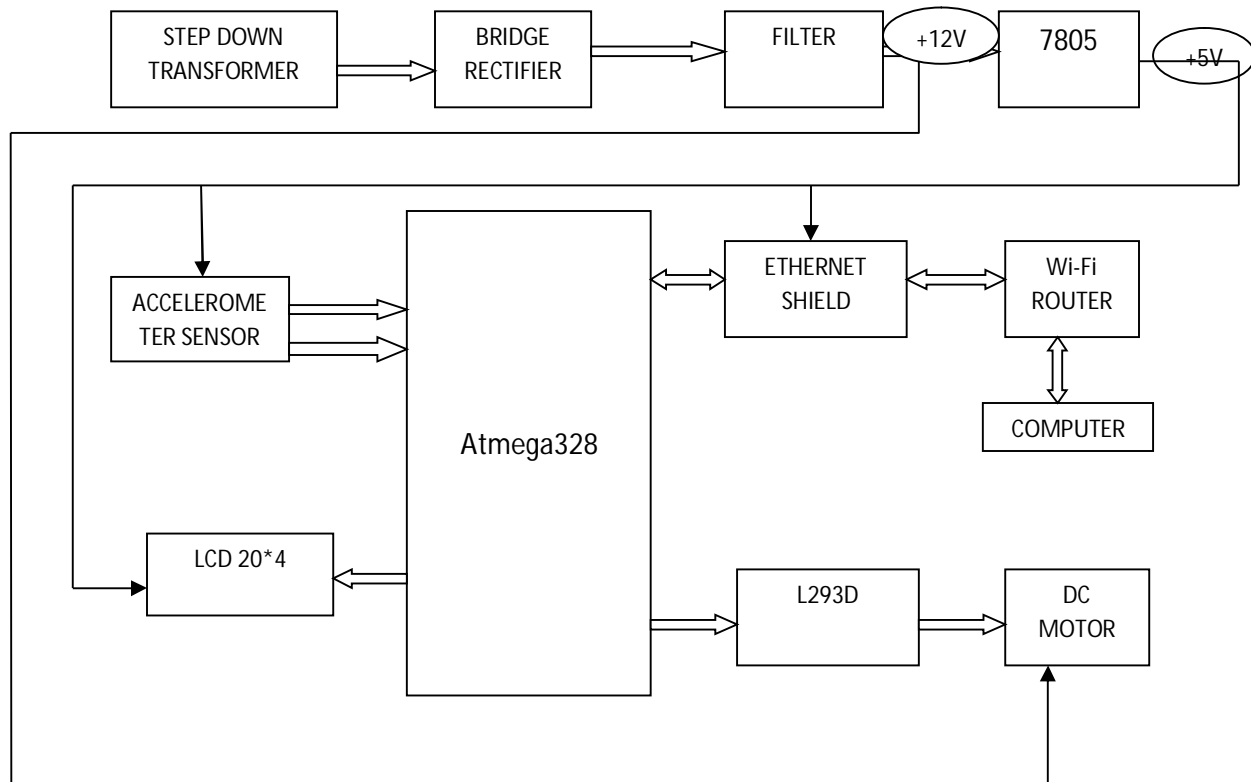 STEP DOWN
TRANSFORMER
BRIDGE
RECTIFIER
FILTER
+12V
7805
+5V
ACCELEROME
TER SENSOR
Atmega328
ETHERNET
SHIELD
Wi-Fi
ROUTER
COMPUTER
LCD 20*4
L293D
DC
MOTOR